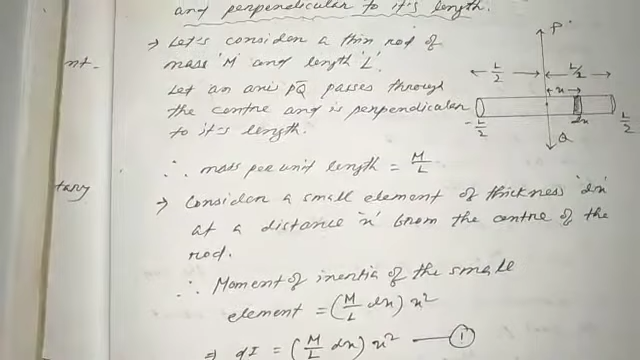 and perpendicular to it's length.
→ Let's consider a thin rod of
mass 'M' and length 'L'.
Let an axis PQ passes through
the centre and is perpendicular
to it's length.
∴ mass per unit length = M/L
→ Consider a small element of thickness 'dx'
at a distance 'x' from the centre of the
rod.
∴ Moment of inertia of the small
element = (M/L dx) x²
⇒ dI = (M/L dx) x² — ①
P
L/2
L/2
x
dx
-L/2
L/2
Q
nt-
tary